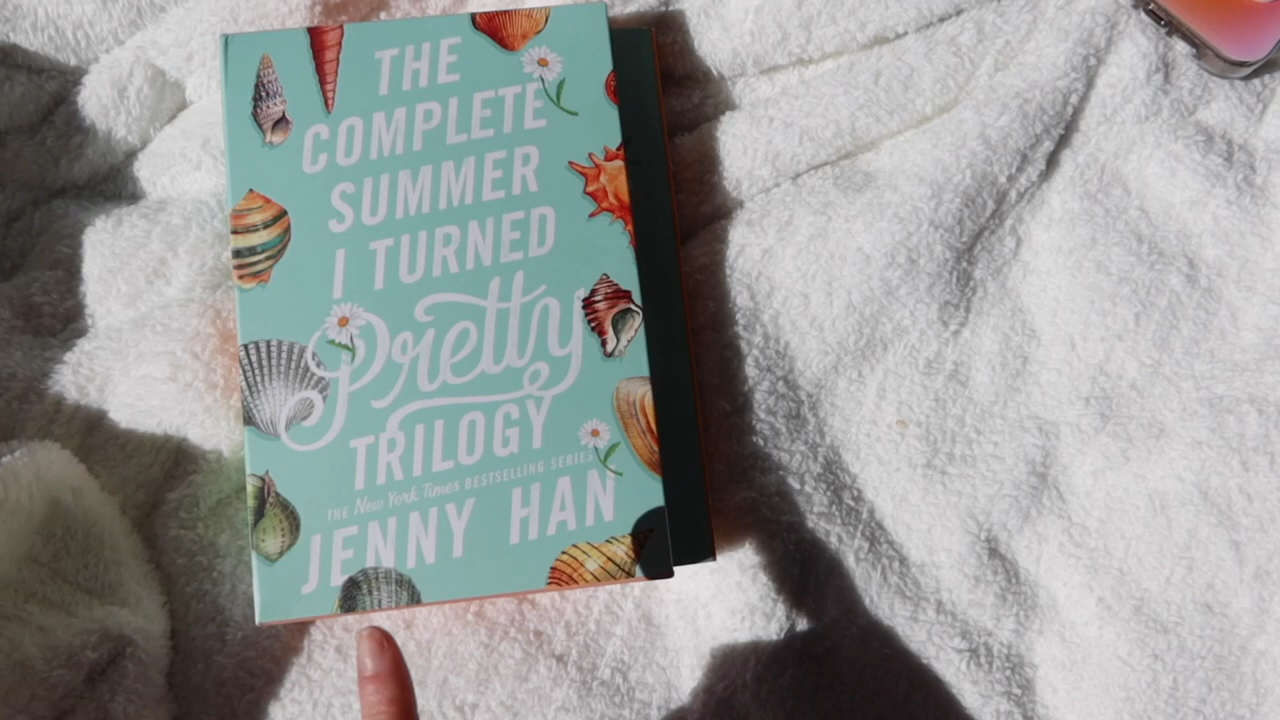 THE
COMPLETE
SUMMER
I TURNED
Pretty
TRILOGY
THE New York Times BESTSELLING SERIES
JENNY HAN